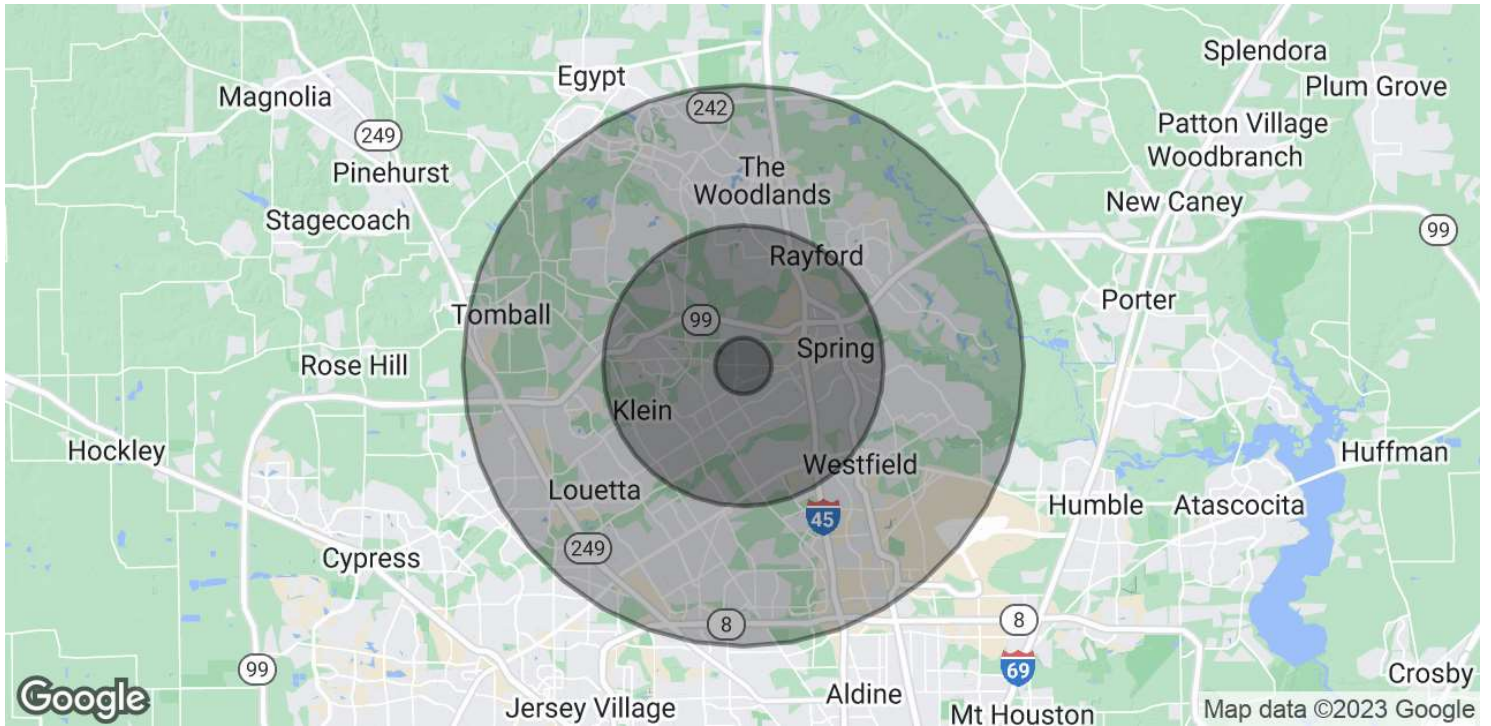 Splendora
Egypt
Plum Grove
Magnolia
242
249
Patton Village
Woodbranch
Pinehurst
The
Woodlands
New Caney
Stagecoach
99
Rayford
Porter
Tomball
99
Spring
Rose Hill
Klein
Hockley
Westfield
Huffman
Louetta
Humble
Atascocita
45
249
Cypress
8
8
99
69
Crosby
Google
Jersey Village
Aldine
Mt Houston
Map data ©2023 Google